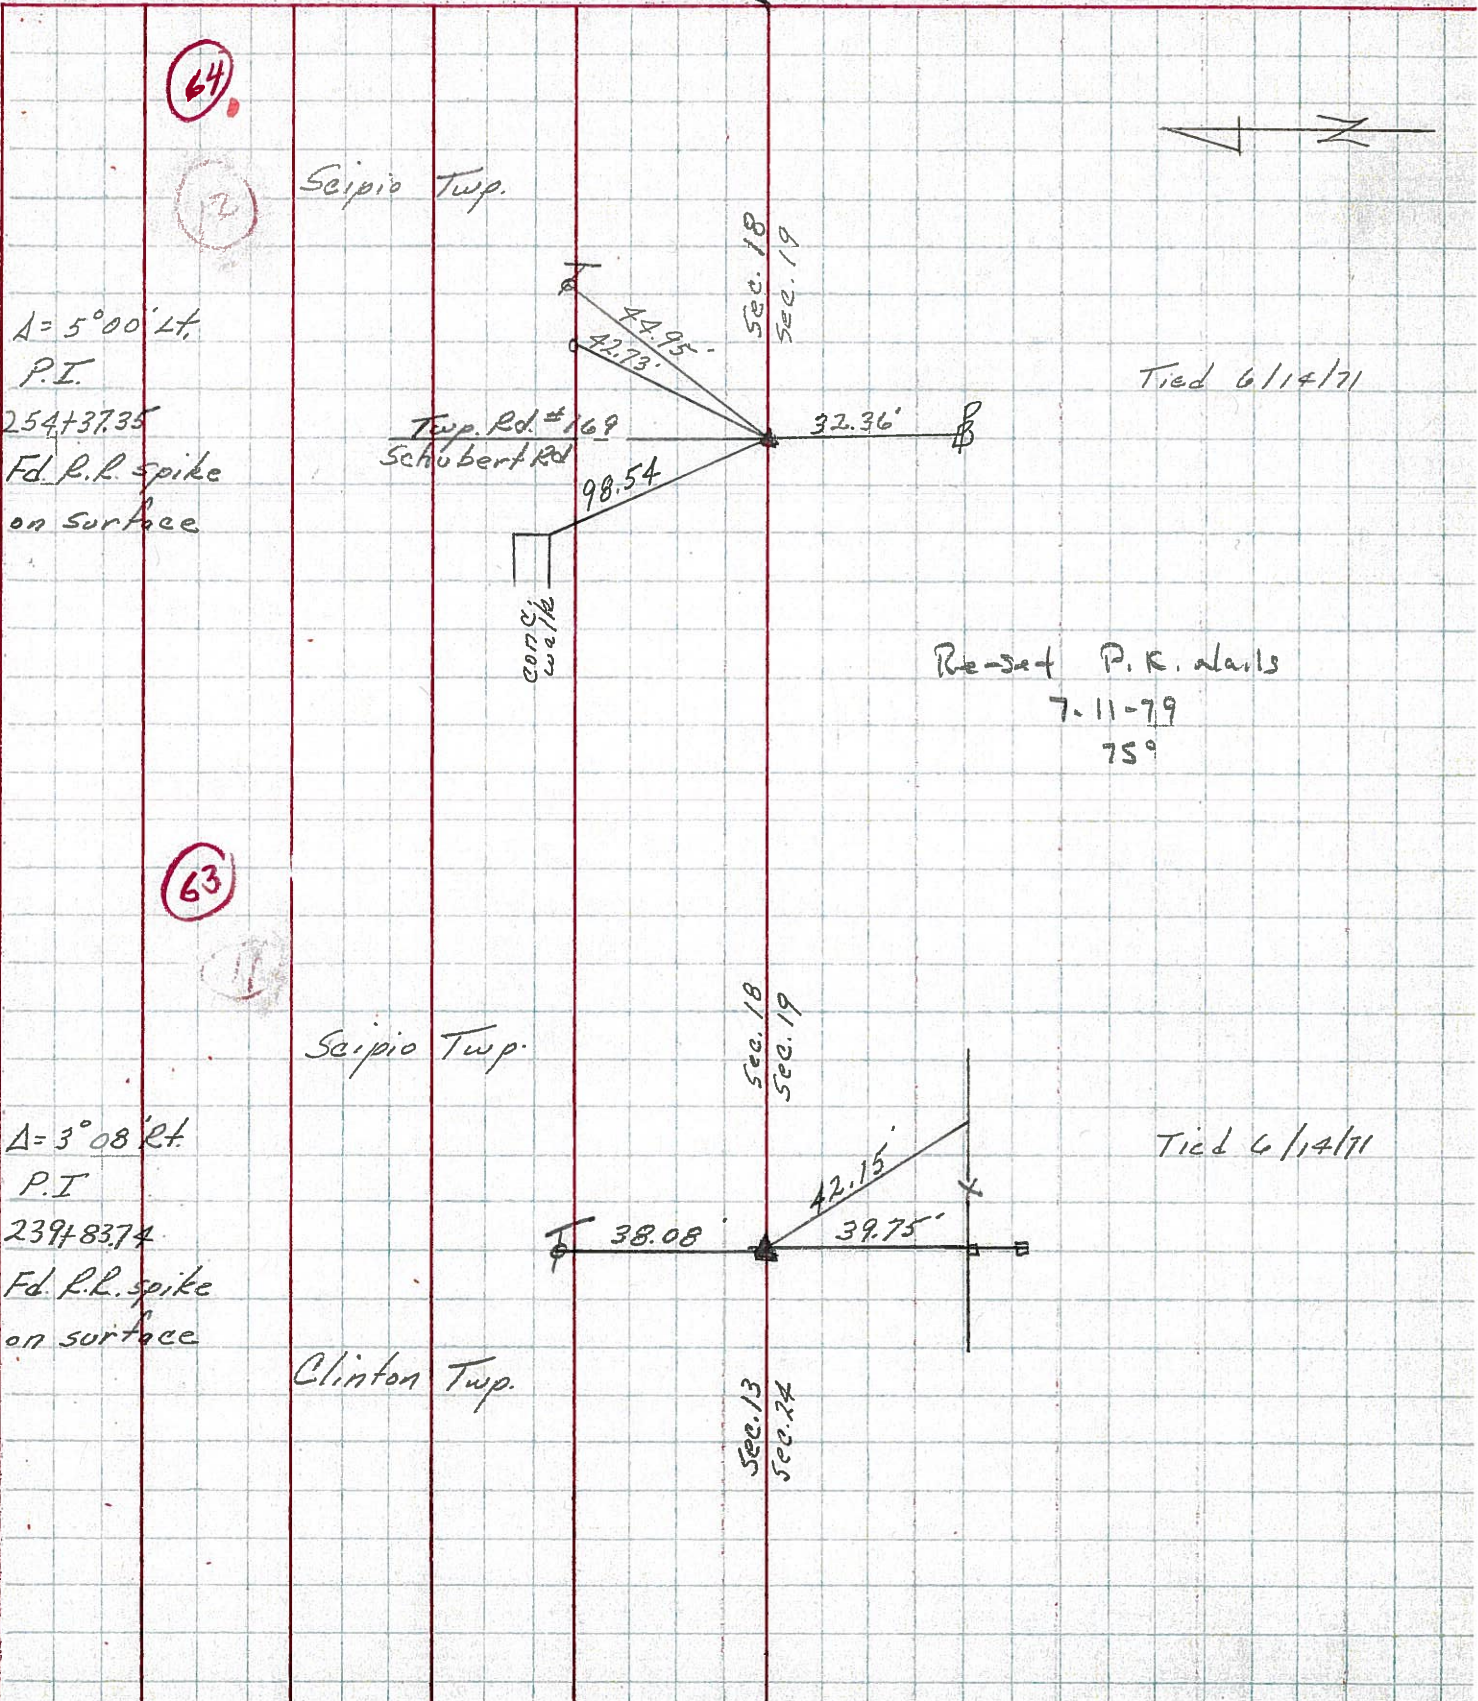 64
12
N
Scipio Twp.
Sec. 18
Sec. 19
Δ = 5°00' Lt.
P.I.
254+37.35
Fd. R.R. spike
on surface
44.95'
42.73'
Twp. Rd. #169
Schubert Rd
32.36'
98.54
conc.
walk
Tied 6/14/71
Re-set P.K. Nails
7-11-79
75°
63
11
Scipio Twp.
Sec. 18
Sec. 19
Δ = 3°08' Rt.
P.I
239+83.74
Fd. R.R. spike
on surface
42.15'
38.08'
39.75'
x
Tied 6/14/71
Clinton Twp.
Sec. 13
Sec. 24